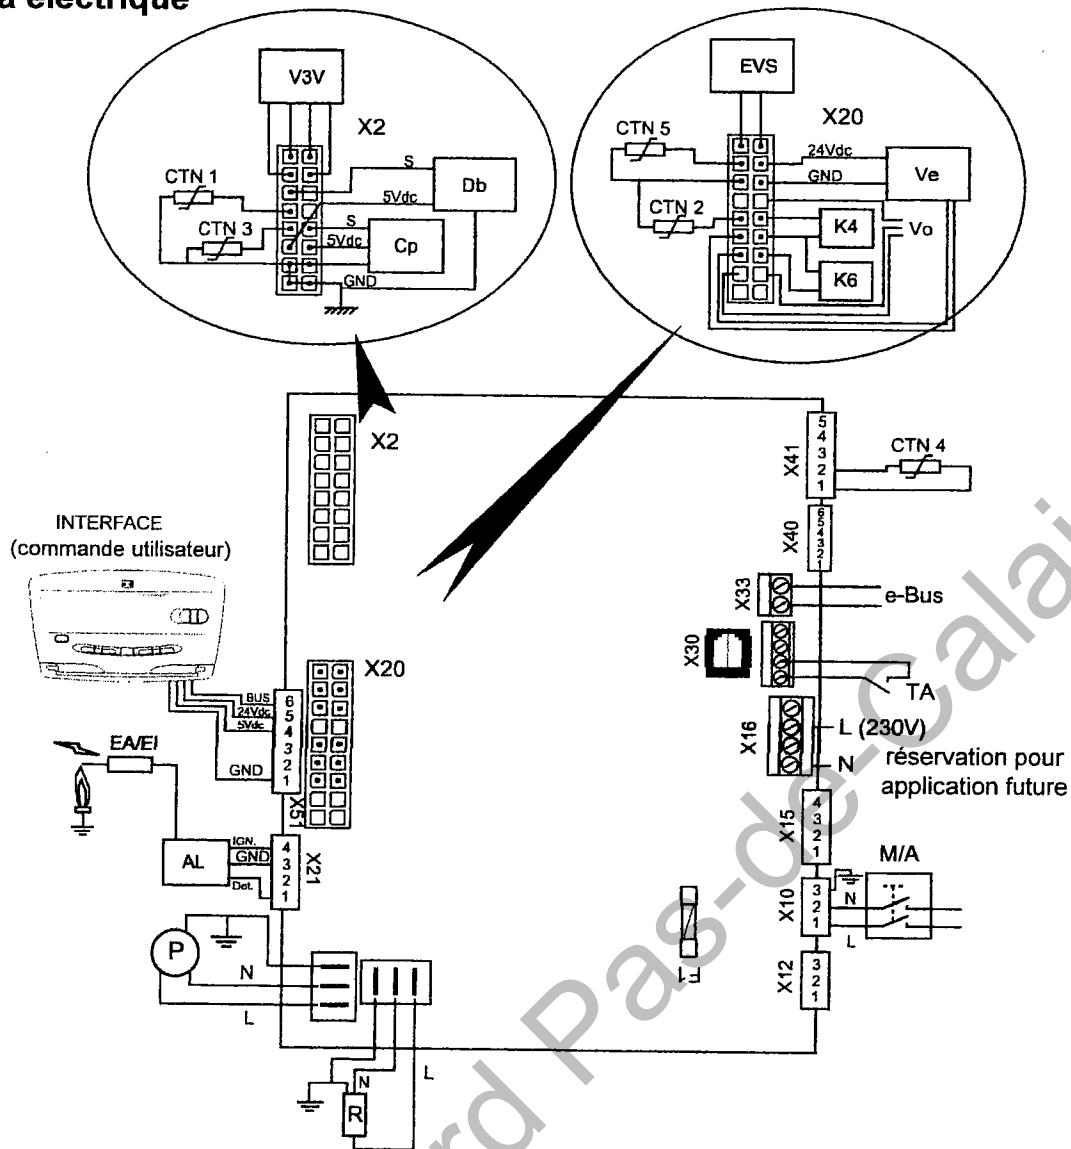 a électrique
V3V
X2
CTN 1
CTN 3
S
5Vdc
Db
S
5Vdc
Cp
GND
EVS
X20
CTN 5
CTN 2
24Vdc
GND
Ve
K4
Vo
K6
X2
INTERFACE
(commande utilisateur)
X20
BUS
24Vdc
5Vdc
GND
6
5
4
3
2
1
X51
EA/EI
AL
IGN.
GND
Det.
4
3
2
1
X21
P
N
L
N
L
R
F1
X41
5
4
3
2
1
CTN 4
X40
6
5
4
3
2
1
X33
e-Bus
X30
TA
X16
L (230V)
N
réservation pour
application future
X15
4
3
2
1
M/A
X10
3
2
1
N
L
X12
3
2
1
rd Pas-de-Calai